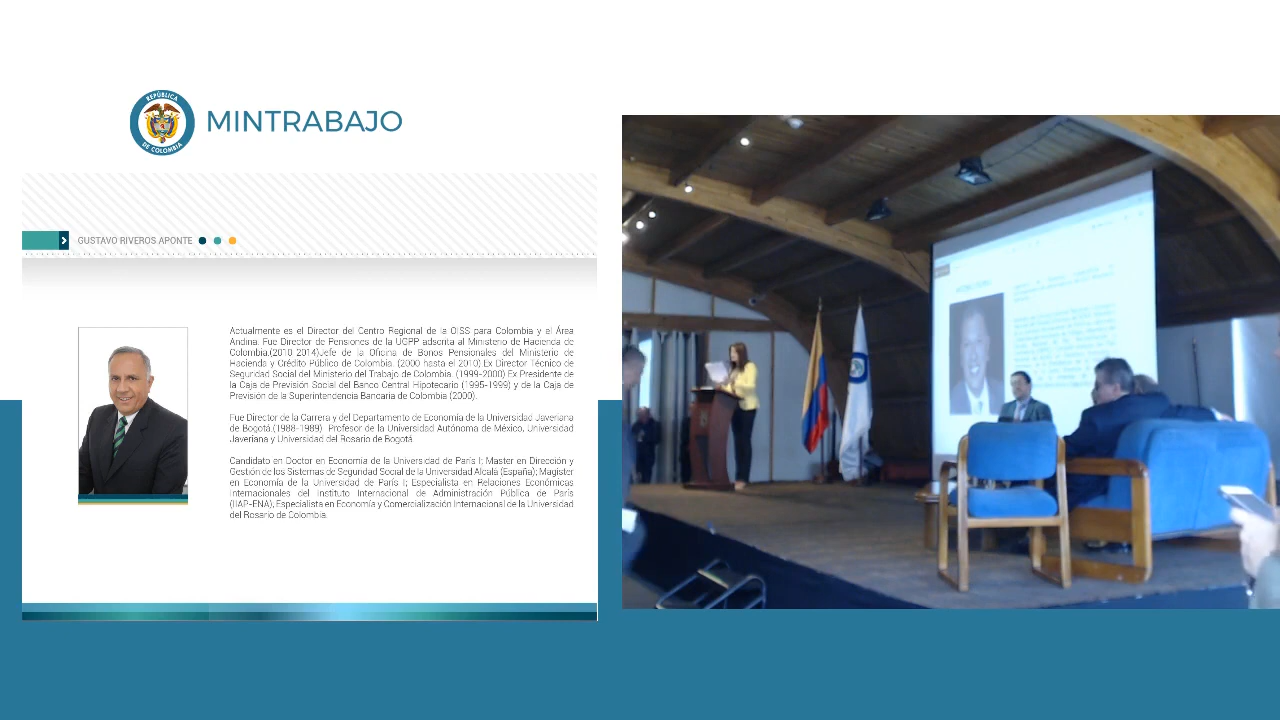 REPÚBLICA
DE COLOMBIA
MINTRABAJO
GUSTAVO RIVEROS APONTE
Actualmente es el Director del Centro Regional de la OISS para Colombia y el Área
Andina. Fue Director de Pensiones de la UGPP adscrita al Ministerio de Hacienda de
Colombia.(2010 2014)Jefe de la Oficina de Bonos Pensionales del Ministerio de
Hacienda y Crédito Público de Colombia. (2000 hasta el 2010) Ex Director Técnico de
Seguridad Social del Ministerio del Trabajo de Colombia. (1999-2000) Ex Presidente de
la Caja de Previsión Social del Banco Central Hipotecario (1995-1999) y de la Caja de
Previsión de la Superintendencia Bancaria de Colombia (2000).
Fue Director de la Carrera y del Departamento de Economía de la Universidad Javeriana
de Bogotá.(1988-1989) Profesor de la Universidad Autónoma de México, Universidad
Javeriana y Universidad del Rosario de Bogotá
Candidato en Doctor en Economía de la Universidad de París I; Master en Dirección y
Gestión de los Sistemas de Seguridad Social de la Universidad Alcalá (España); Magister
en Economía de la Universidad de París I; Especialista en Relaciones Económicas
Internacionales del Instituto Internacional de Administración Pública de París
(IIAP-ENA); Especialista en Economía y Comercialización Internacional de la Universidad
del Rosario de Colombia.